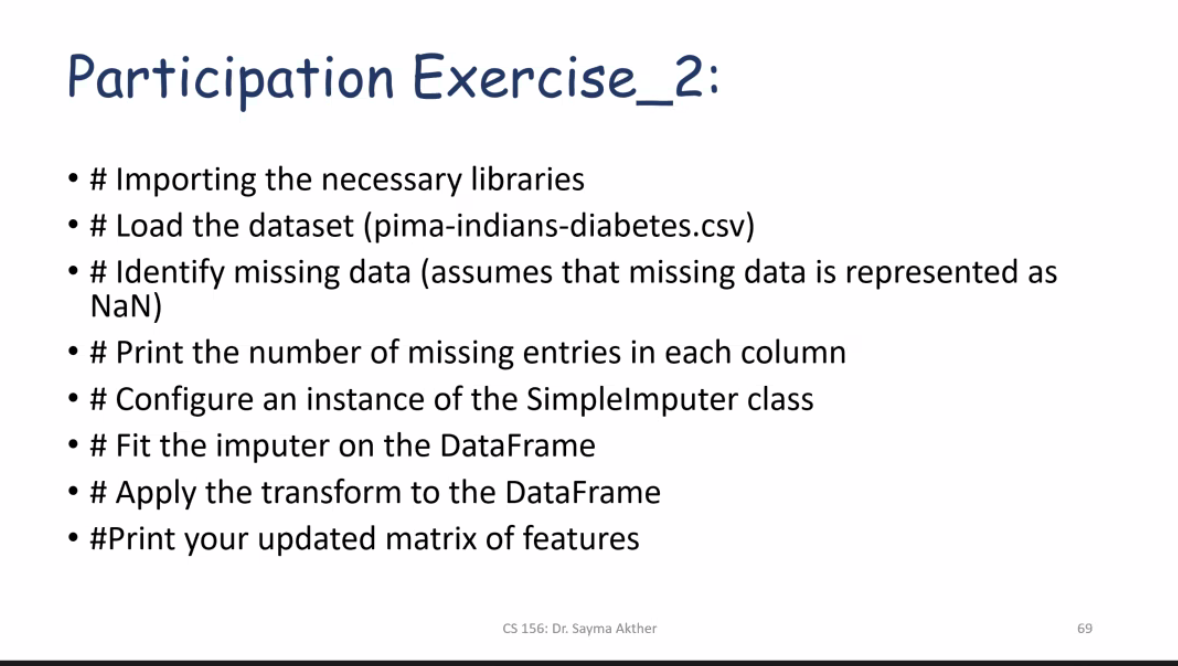 Participation Exercise_2:
• # Importing the necessary libraries
• # Load the dataset (pima-indians-diabetes.csv)
• # Identify missing data (assumes that missing data is represented as
NaN)
• # Print the number of missing entries in each column
• # Configure an instance of the SimpleImputer class
• # Fit the imputer on the DataFrame
• # Apply the transform to the DataFrame
• #Print your updated matrix of features
CS 156: Dr. Sayma Akther
69